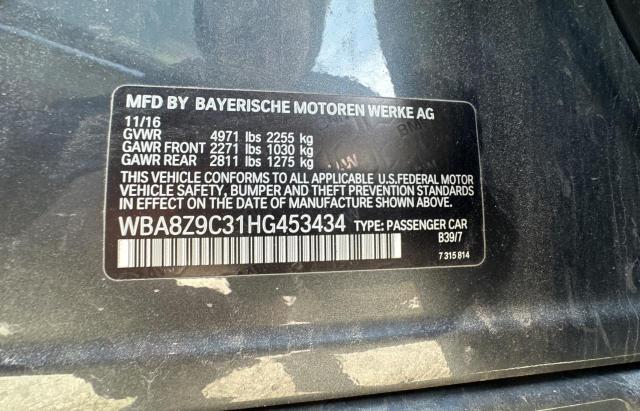 MFD BY BAYERISCHE MOTOREN WERKE AG
11/16
GVWR 4971 lbs 2255 kg
GAWR FRONT 2271 lbs 1030 kg
GAWR REAR 2811 lbs 1275 kg
THIS VEHICLE CONFORMS TO ALL APPLICABLE U.S.FEDERAL MOTOR
VEHICLE SAFETY, BUMPER AND THEFT PREVENTION STANDARDS
IN EFFECT ON THE DATE OF MANUFACTURE SHOWN ABOVE.
WBA8Z9C31HG453434 TYPE: PASSENGER CAR
B39/7
7 315 814